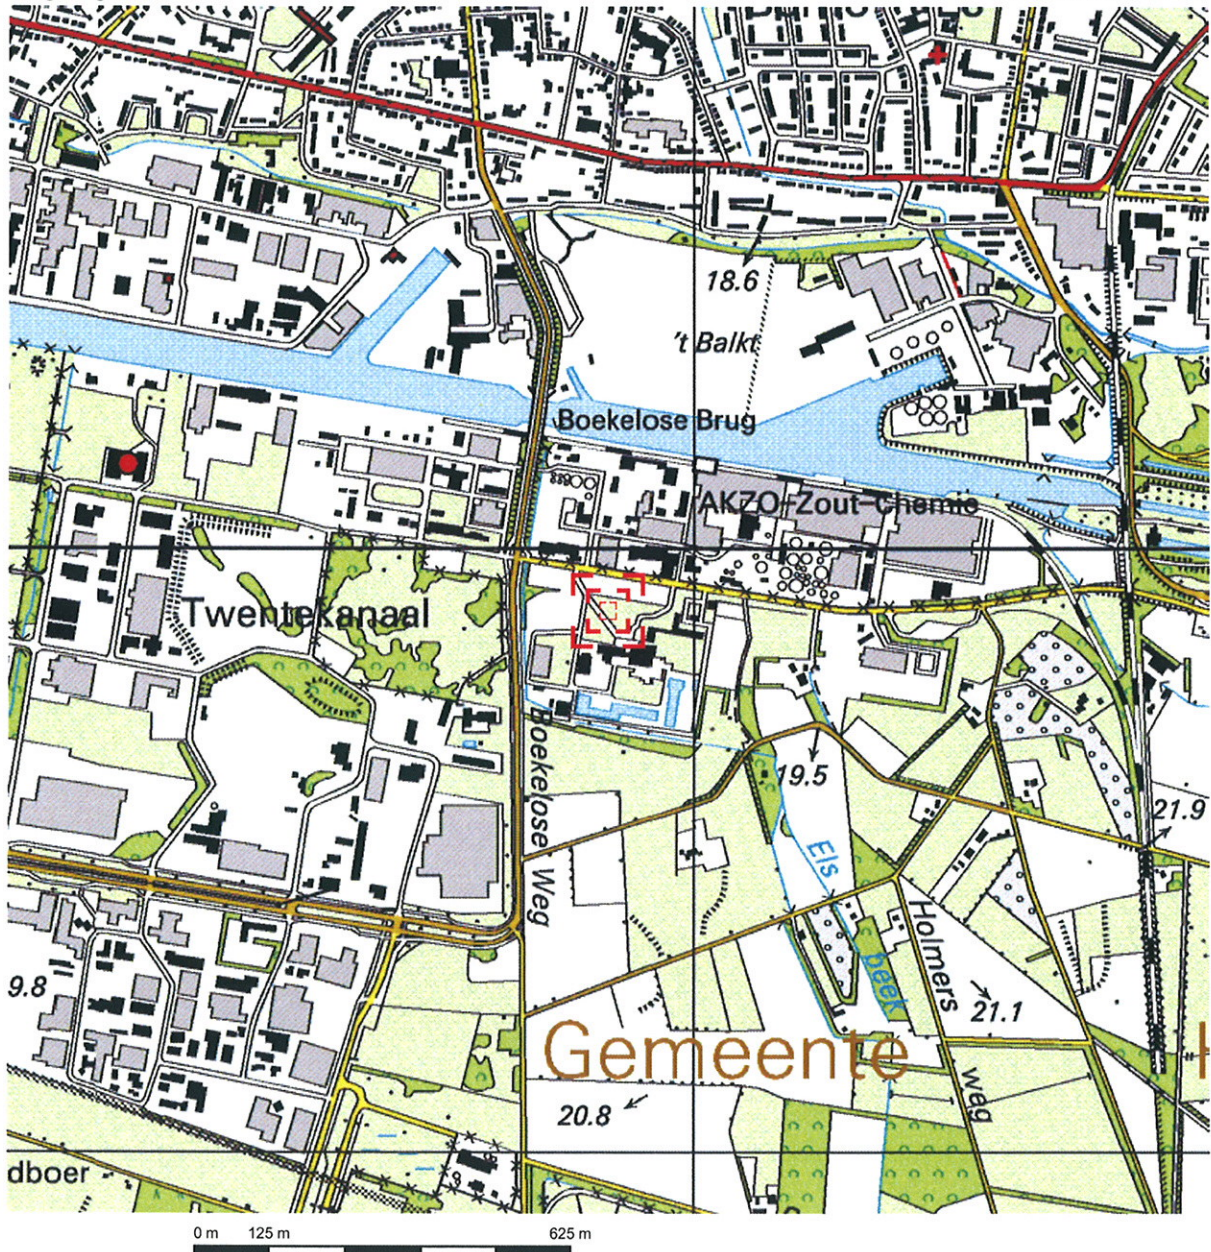 18.6
't Balkt
Boekelose Brug
AKZO-Zout-Chemie
Twentekanaal
Boekelose Weg
19.5
21.9
Els
beek
Holmers
weg
9.8
21.1
Gemeente
20.8
dboer
0 m 125 m 625 m